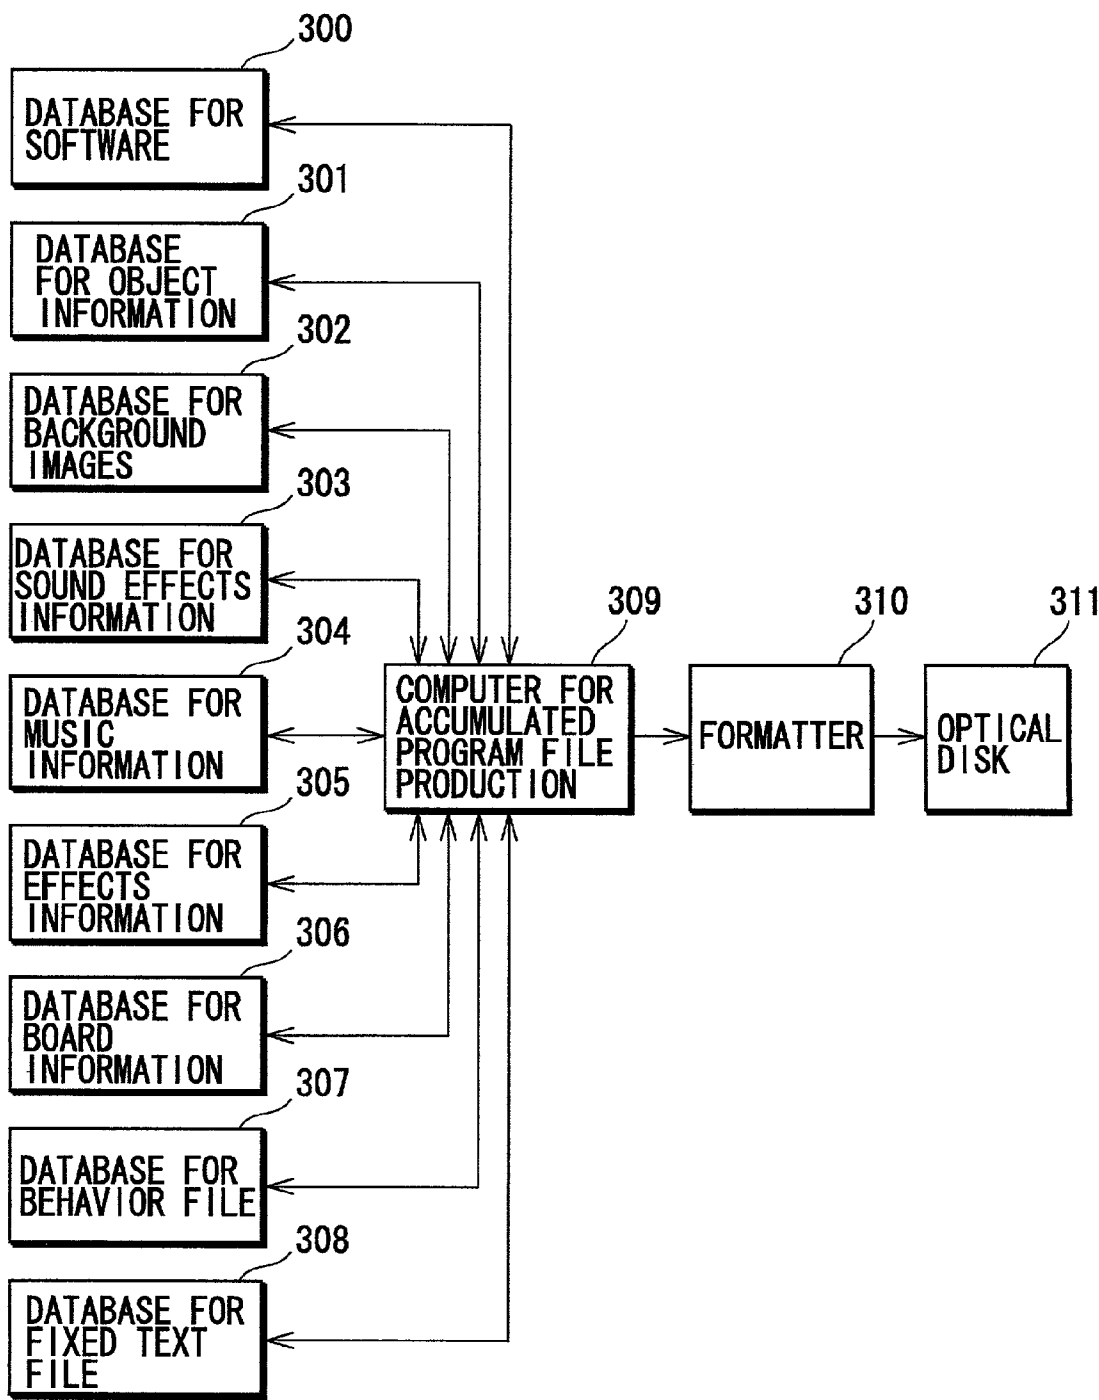 300
DATABASE FOR
SOFTWARE
301
DATABASE
FOR OBJECT
INFORMATION
302
DATABASE FOR
BACKGROUND
IMAGES
303
DATABASE FOR
SOUND EFFECTS
INFORMATION
304
DATABASE FOR
MUSIC
INFORMATION
305
DATABASE FOR
EFFECTS
INFORMATION
306
DATABASE FOR
BOARD
INFORMATION
307
DATABASE FOR
BEHAVIOR FILE
308
DATABASE FOR
FIXED TEXT
FILE
309
COMPUTER FOR
ACCUMULATED
PROGRAM FILE
PRODUCTION
310
FORMATTER
311
OPTICAL
DISK